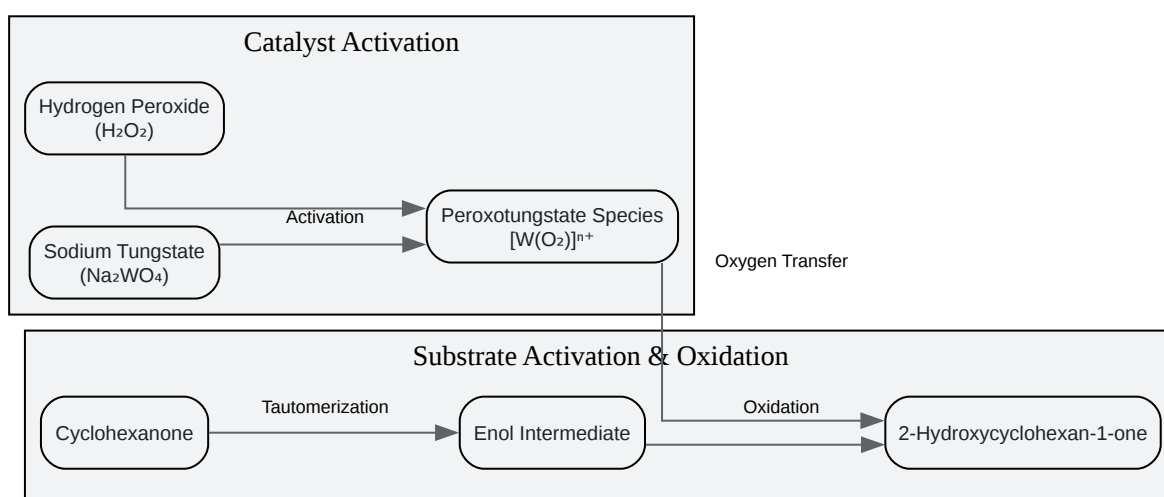 Catalyst Activation
Hydrogen Peroxide
(H₂O₂)
Activation
Peroxotungstate Species
[W(O₂)]ⁿ⁺
Sodium Tungstate
(Na₂WO₄)
Oxygen Transfer
Substrate Activation & Oxidation
Cyclohexanone
Tautomerization
Enol Intermediate
Oxidation
2-Hydroxycyclohexan-1-one